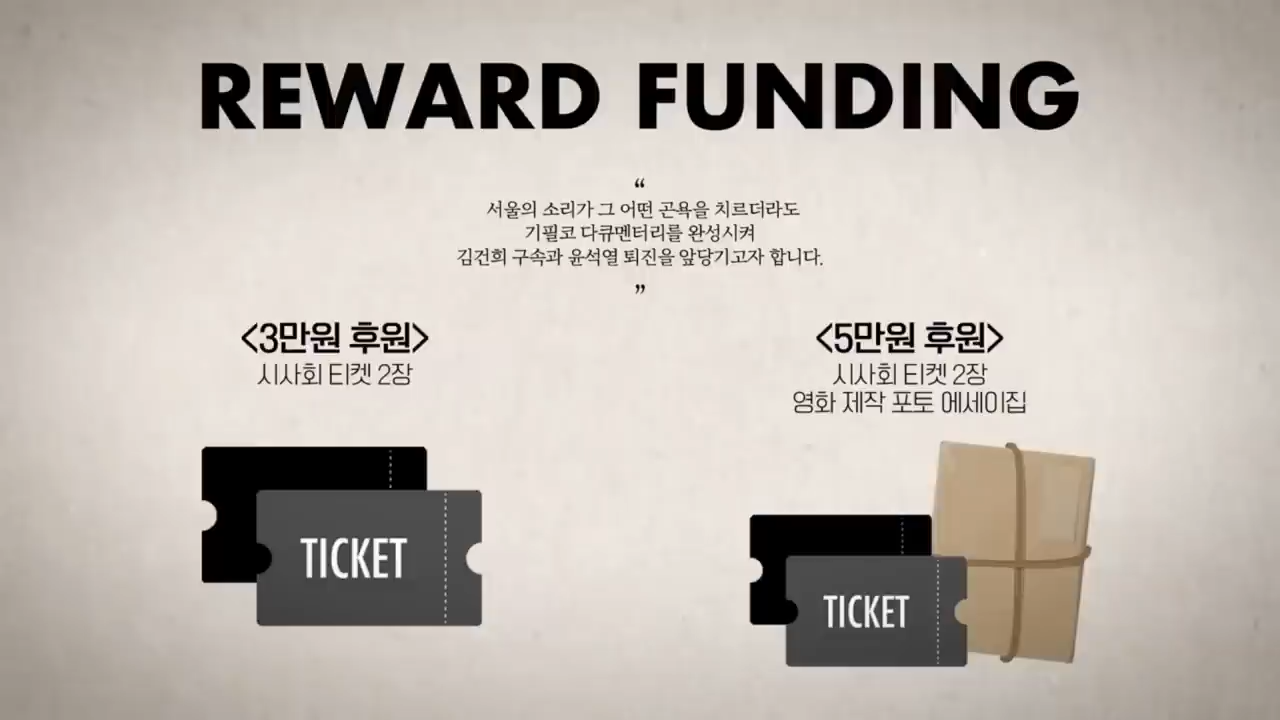 REWARD FUNDING
“
서울의 소리가 그 어떤 곤욕을 치르더라도
기필코 다큐멘터리를 완성시켜
김건희 구속과 윤석열 퇴진을 앞당기고자 합니다.
”
<3만원 후원>
시사회 티켓 2장
<5만원 후원>
시사회 티켓 2장
영화 제작 포토 에세이집
TICKET
TICKET